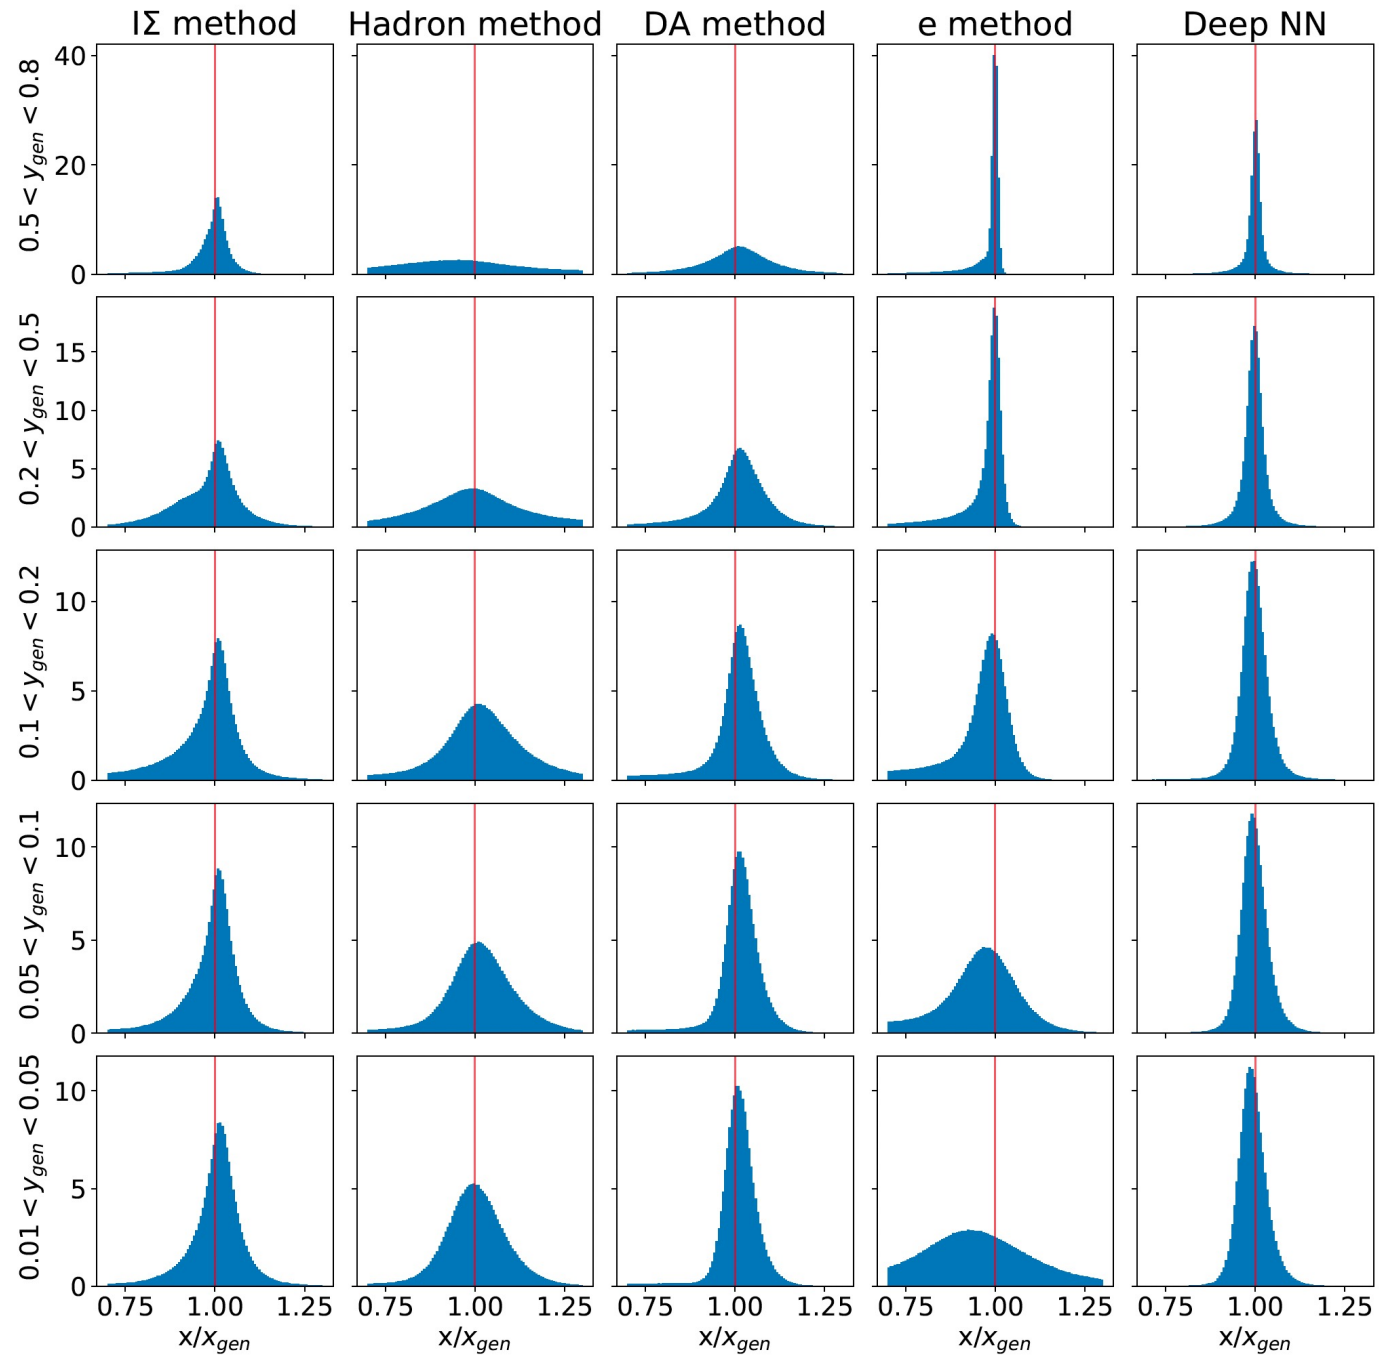 IΣ method Hadron method DA method e method Deep NN
0.5 < y_gen < 0.8
40
20
0
0.2 < y_gen < 0.5
15
10
5
0
0.1 < y_gen < 0.2
10
5
0
0.05 < y_gen < 0.1
10
5
0
0.01 < y_gen < 0.05
10
5
0
0.75 1.00 1.25 0.75 1.00 1.25 0.75 1.00 1.25 0.75 1.00 1.25 0.75 1.00 1.25
x/x_gen x/x_gen x/x_gen x/x_gen x/x_gen